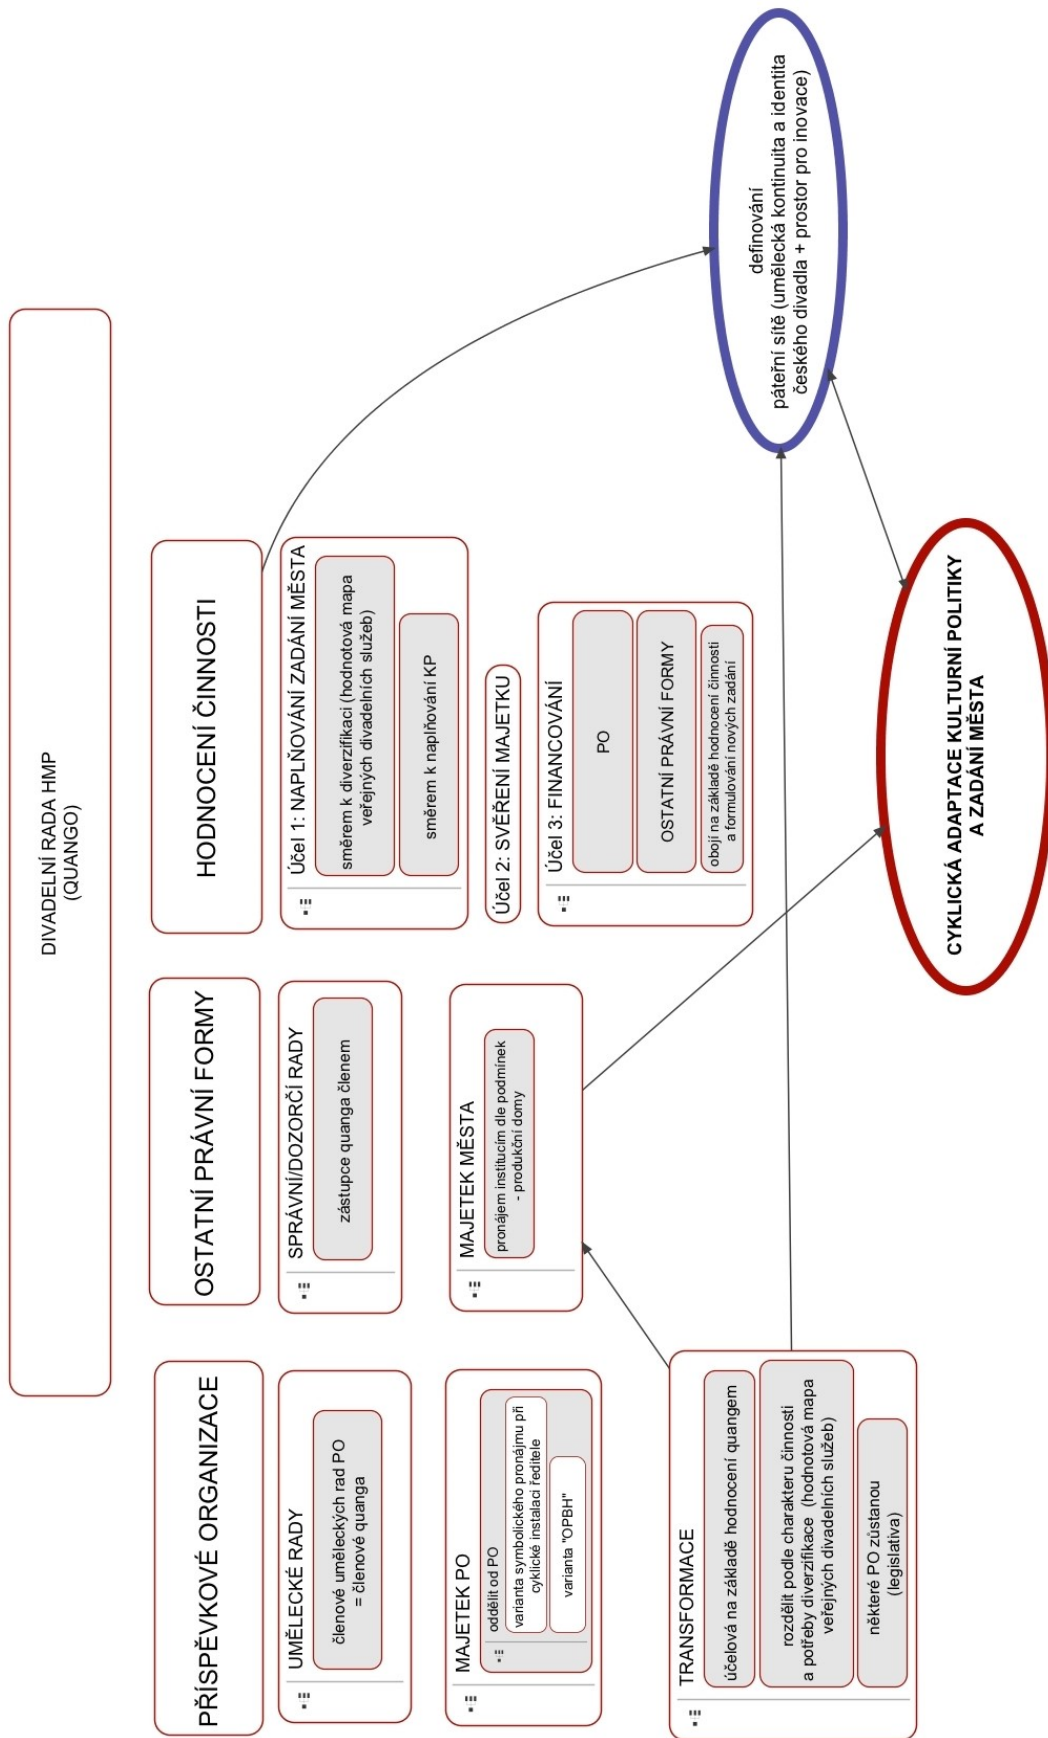 DIVADELNÍ RADA HMP
(QUANGO)
PŘÍSPĚVKOVÉ ORGANIZACE
UMĚLECKÉ RADY
členové uměleckých rad PO
= členové quanga
MAJETEK PO
oddělit od PO
varianta symbolického pronájmu při
cyklické instalaci ředitele
varianta "OPBH"
TRANSFORMACE
účelová na základě hodnocení quangem
rozdělit podle charakteru činnosti
a potřeby diverzifikace (hodnotová mapa
veřejných divadelních služeb)
některé PO zůstanou
(legislativa)
OSTATNÍ PRÁVNÍ FORMY
SPRÁVNÍ/DOZORČÍ RADY
zástupce quanga členem
MAJETEK MĚSTA
pronájem institucím dle podmínek
- produkční domy
HODNOCENÍ ČINNOSTI
Účel 1: NAPLŇOVÁNÍ ZADÁNÍ MĚSTA
směrem k diverzifikaci (hodnotová mapa
veřejných divadelních služeb)
směrem k naplňování KP
Účel 2: SVĚŘENÍ MAJETKU
Účel 3: FINANCOVÁNÍ
PO
OSTATNÍ PRÁVNÍ FORMY
obojí na základě hodnocení činnosti
a formulování nových zadání
definování
páteřní sítě (umělecká kontinuita a identita
českého divadla + prostor pro inovace)
CYKLICKÁ ADAPTACE KULTURNÍ POLITIKY
A ZADÁNÍ MĚSTA